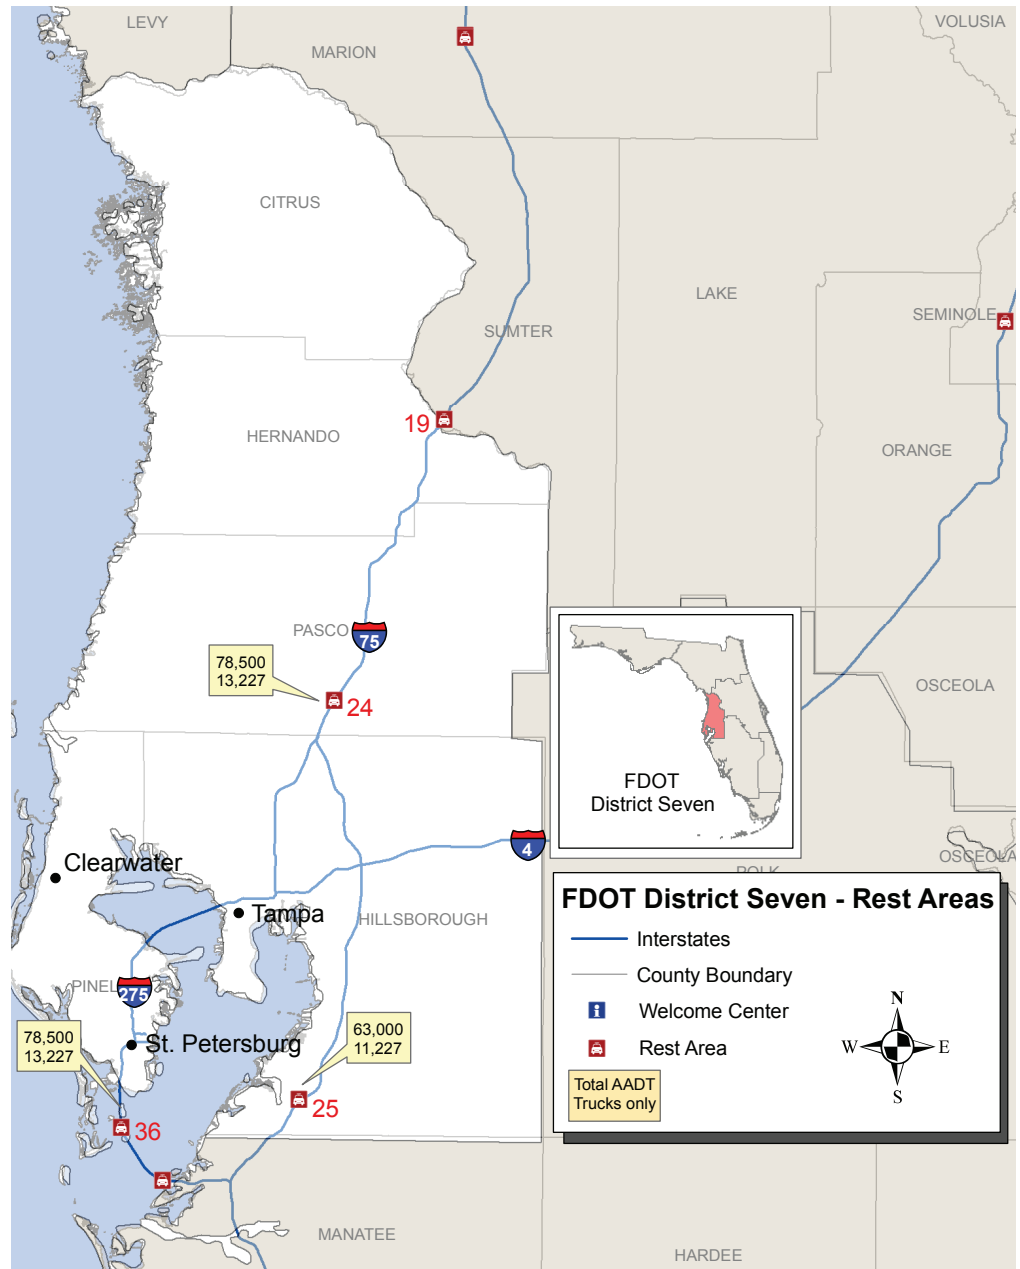 LEVY
VOLUSIA
MARION
CITRUS
LAKE
SEMINOLE
SUMTER
19
HERNANDO
ORANGE
PASCO
75
78,500
13,227
24
OSCEOLA
FDOT
District Seven
4
OSCEOLA
POLK
Clearwater
Tampa
HILLSBOROUGH
FDOT District Seven - Rest Areas
Interstates
County Boundary
Welcome Center
Rest Area
Total AADT
Trucks only
N
W
E
S
PINEL
275
78,500
13,227
St. Petersburg
63,000
11,227
25
36
MANATEE
HARDEE